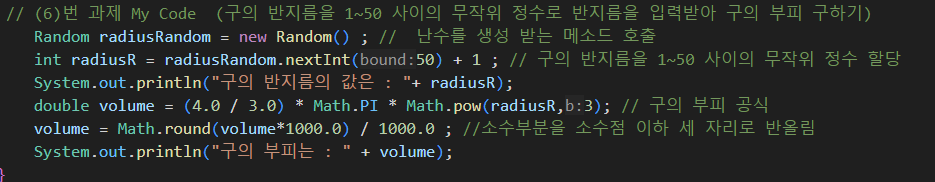 // (6)번 과제 My Code  (구의 반지름을 1~50 사이의 무작위 정수로 반지름을 입력받아 구의 부피 구하기)
Random radiusRandom = new Random() ; //  난수를 생성 받는 메소드 호출
int radiusR = radiusRandom.nextInt(bound:50) + 1 ; // 구의 반지름을 1~50 사이의 무작위 정수 할당
System.out.println("구의 반지름의 값은 : "+ radiusR);
double volume = (4.0 / 3.0) * Math.PI * Math.pow(radiusR,b:3); // 구의 부피 공식
volume = Math.round(volume*1000.0) / 1000.0 ; //소수부분을 소수점 이하 세 자리로 반올림
System.out.println("구의 부피는 : " + volume);
}